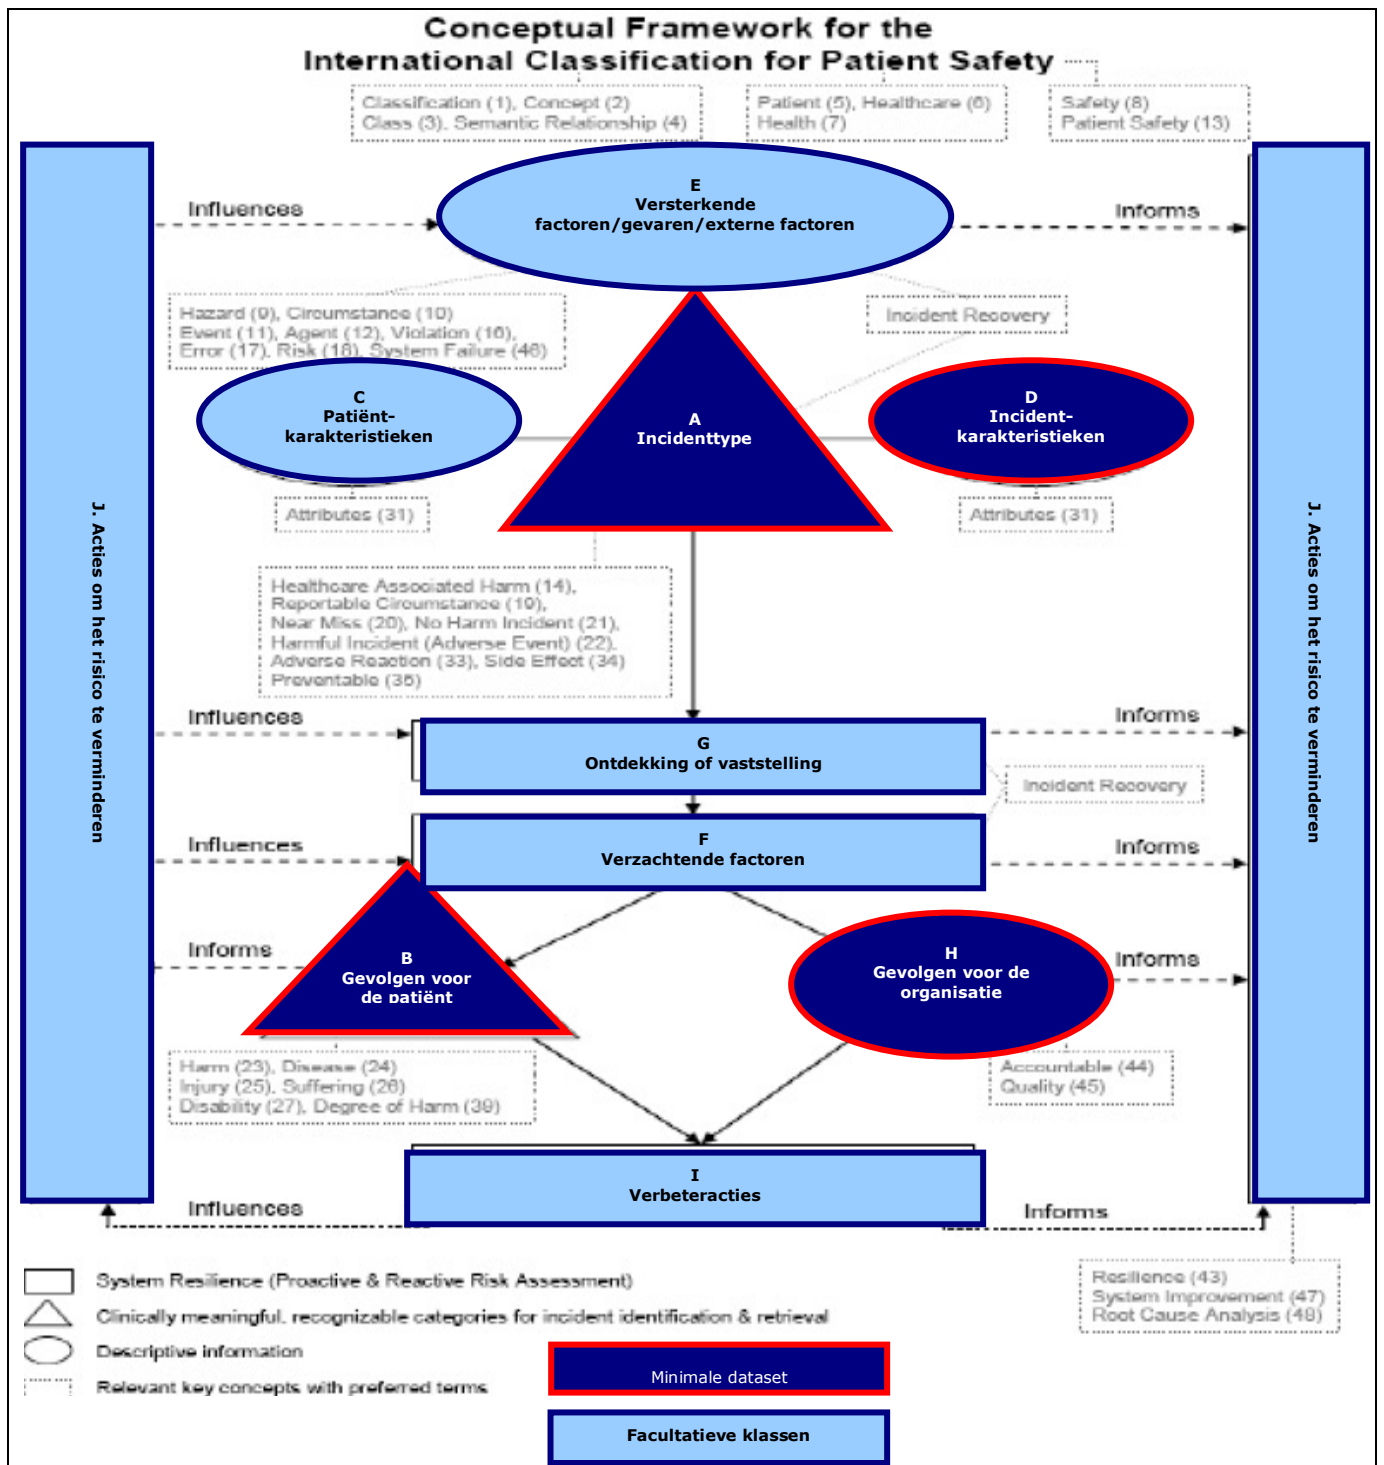 Conceptual Framework for the
International Classification for Patient Safety
Classification (1), Concept (2)
Class (3), Semantic Relationship (4)
Patient (5), Healthcare (6)
Health (7)
Safety (8)
Patient Safety (13)
E
Versterkende
factoren/gevaren/externe factoren
Influences
Informs
Hazard (9), Circumstance (10)
Event (11), Agent (12), Violation (16),
Error (17), Risk (18), System Failure (46)
Incident Recovery
C
Patiënt-
karakteristieken
A
Incidenttype
D
Incident-
karakteristieken
Attributes (31)
Attributes (31)
J. Acties om het risico te verminderen
J. Acties om het risico te verminderen
Healthcare Associated Harm (14),
Reportable Circumstance (19),
Near Miss (20), No Harm Incident (21),
Harmful Incident (Adverse Event) (22),
Adverse Reaction (33), Side Effect (34)
Preventable (35)
Influences
Informs
G
Ontdekking of vaststelling
Incident Recovery
Influences
Informs
F
Verzachtende factoren
Informs
Informs
B
Gevolgen voor
de patiënt
H
Gevolgen voor de
organisatie
Harm (23), Disease (24)
Injury (25), Suffering (26)
Disability (27), Degree of Harm (39)
Accountable (44)
Quality (45)
I
Verbeteracties
Influences
Informs
System Resilience (Proactive & Reactive Risk Assessment)
Clinically meaningful, recognizable categories for incident identification & retrieval
Descriptive information
Relevant key concepts with preferred terms
Resilience (43)
System Improvement (47)
Root Cause Analysis (48)
Minimale dataset
Facultatieve klassen